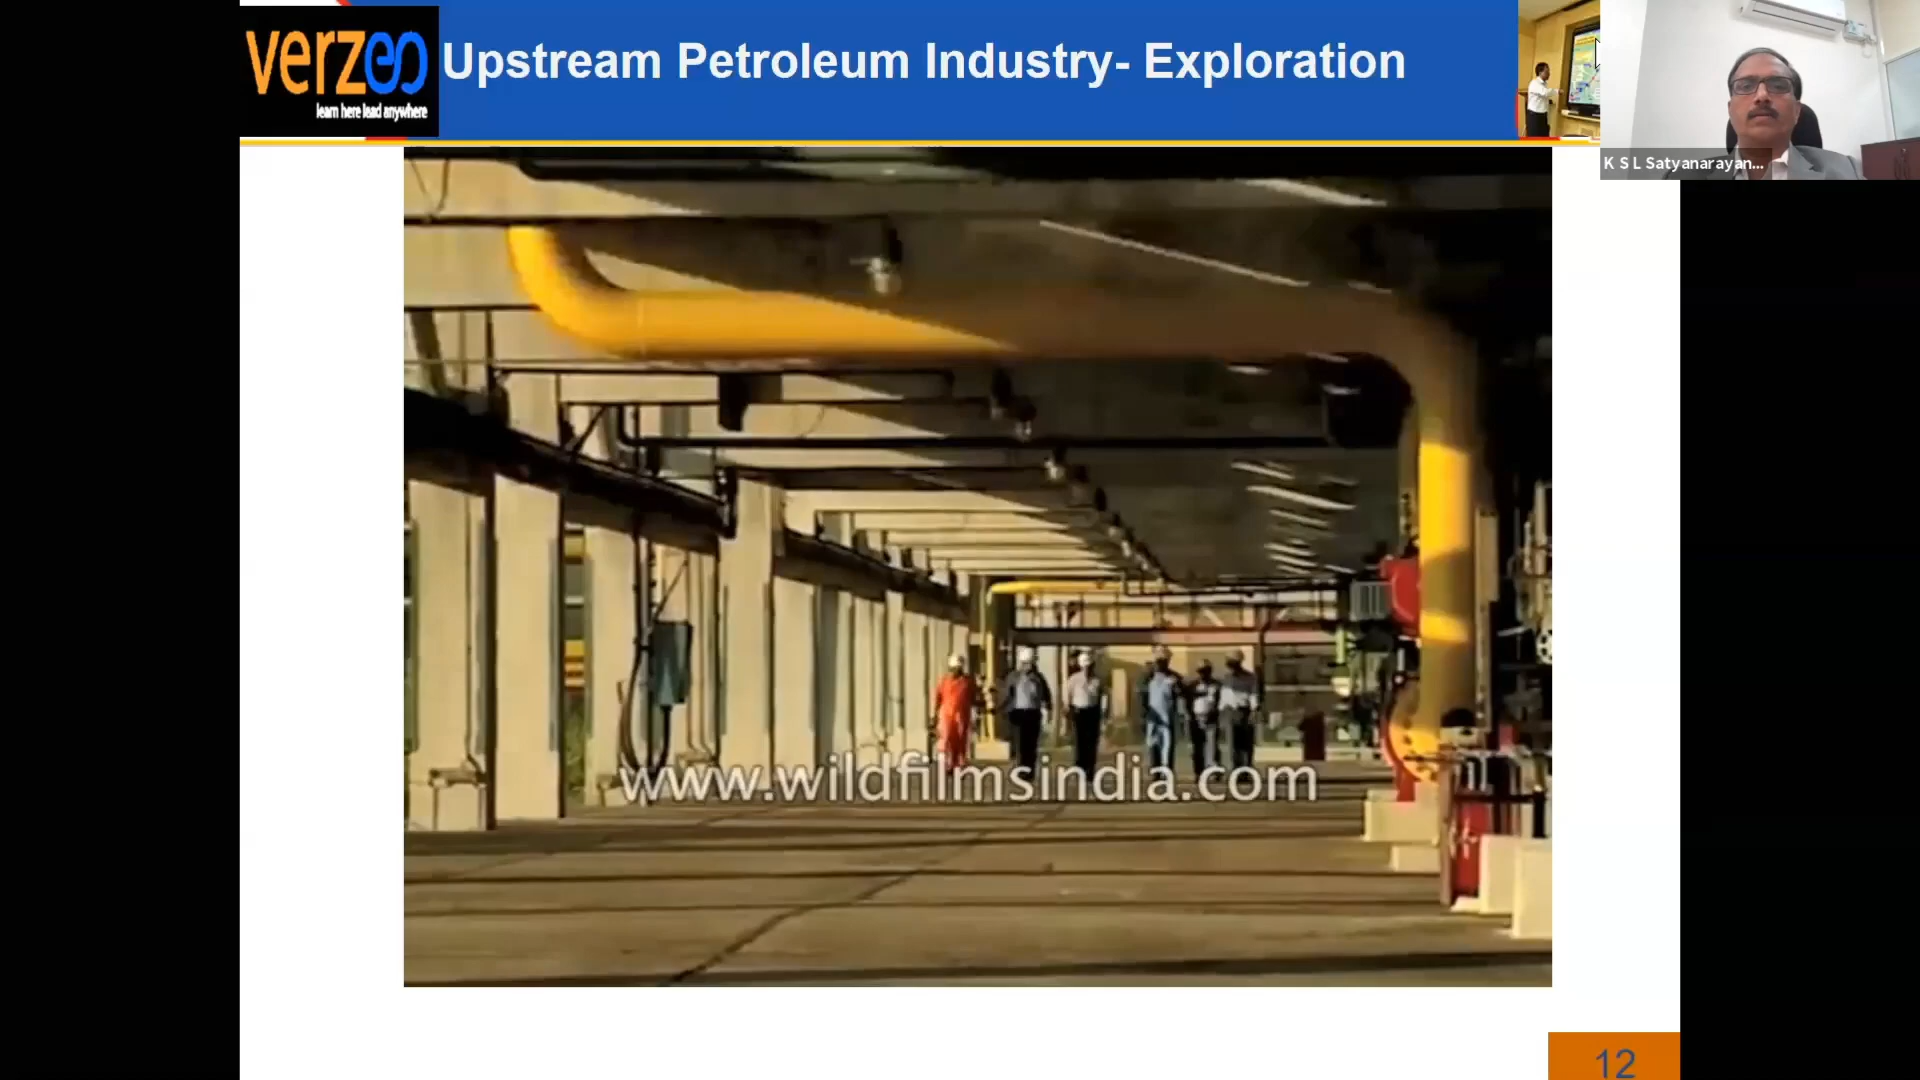 verzeo
learn here lead anywhere
Upstream Petroleum Industry- Exploration
K S L Satyanarayan...
www.wildfilmsindia.com
12